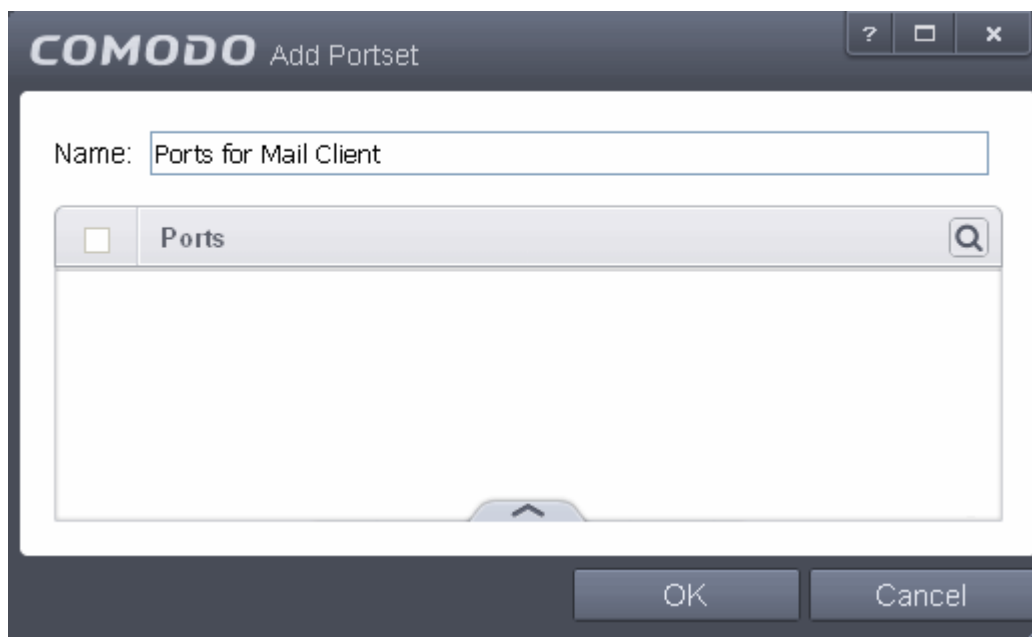 COMODO Add Portset
?
Name: Ports for Mail Client
Ports
OK
Cancel